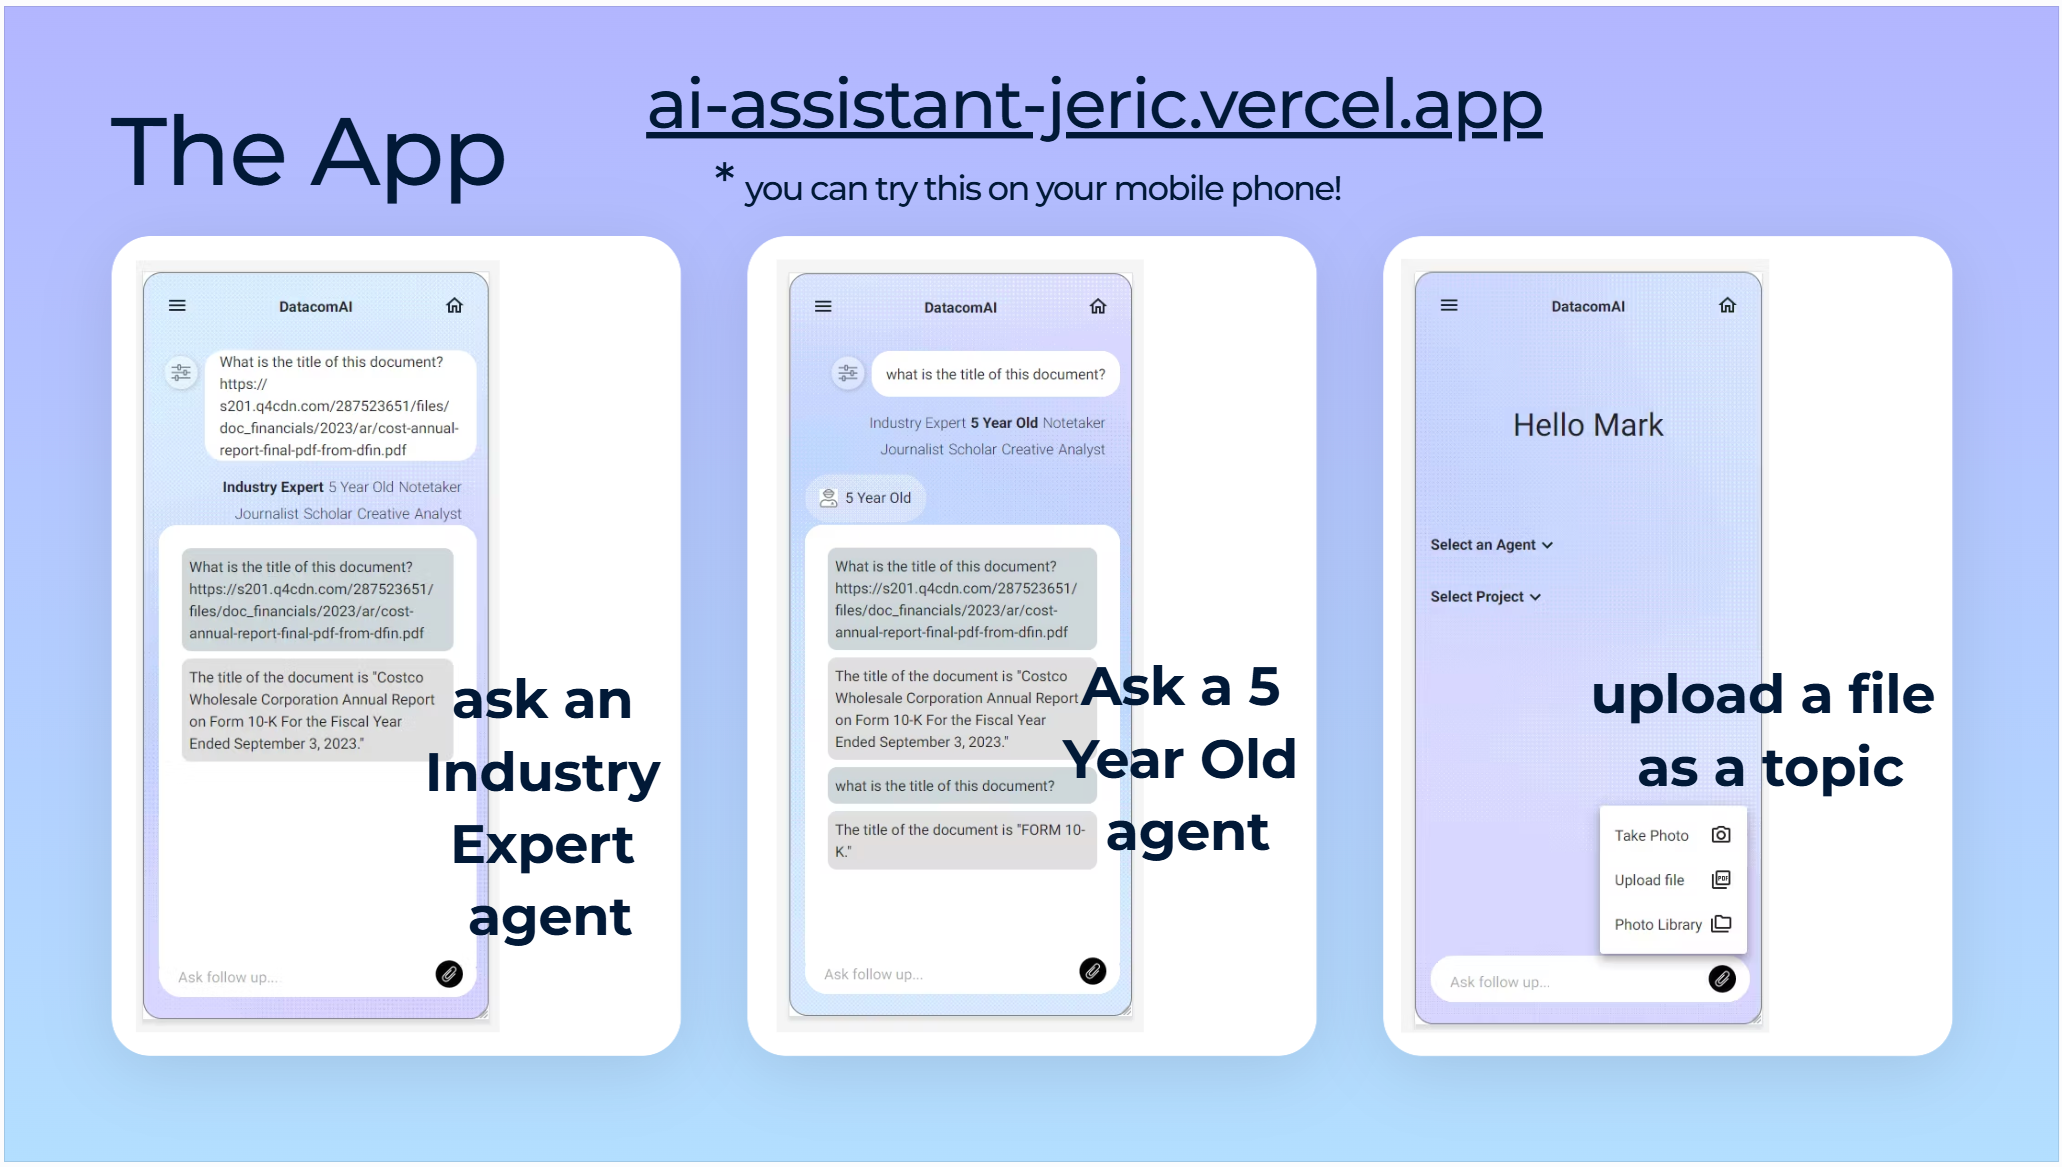 The App
ai-assistant-jeric.vercel.app
* you can try this on your mobile phone!
DatacomAI
What is the title of this document?
https://
s201.q4cdn.com/287523651/files/
doc_financials/2023/ar/cost-annual-
report-final-pdf-from-dfin.pdf
Industry Expert 5 Year Old Notetaker
Journalist Scholar Creative Analyst
What is the title of this document?
https://s201.q4cdn.com/287523651/
files/doc_financials/2023/ar/cost-
annual-report-final-pdf-from-dfin.pdf
The title of the document is "Costco
Wholesale Corporation Annual Report
on Form 10-K For the Fiscal Year
Ended September 3, 2023."
Ask follow up....
ask an
Industry
Expert
agent
DatacomAI
what is the title of this document?
Industry Expert 5 Year Old Notetaker
Journalist Scholar Creative Analyst
5 Year Old
What is the title of this document?
https://s201.q4cdn.com/287523651/
files/doc_financials/2023/ar/cost-
annual-report-final-pdf-from-dfin.pdf
The title of the document is "Costco
Wholesale Corporation Annual Report
on Form 10-K For the Fiscal Year
Ended September 3, 2023."
what is the title of this document?
The title of the document is "FORM 10-
K."
Ask follow up...
Ask a 5
Year Old
agent
DatacomAI
Hello Mark
Select an Agent
Select Project
upload a file
as a topic
Take Photo
Upload file
PDF
Photo Library
Ask follow up...